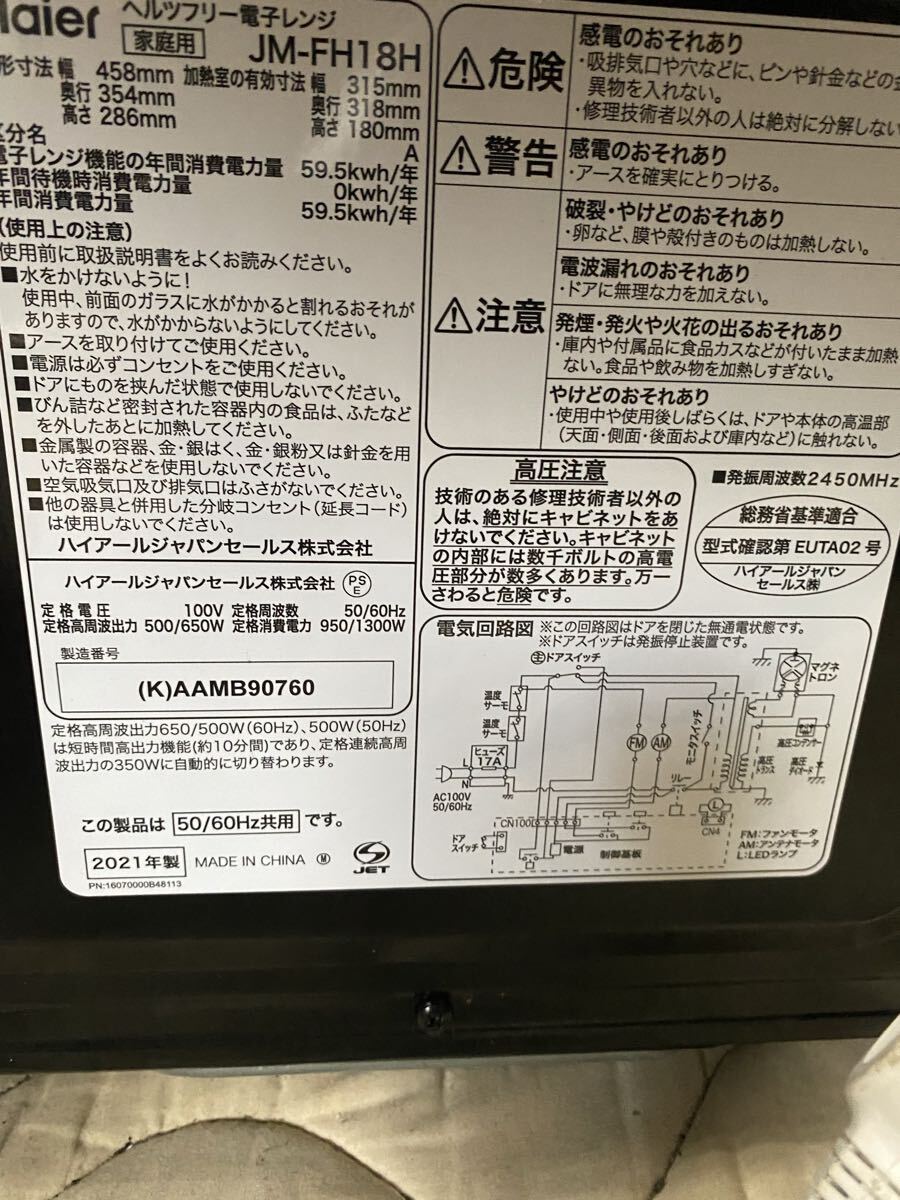 Haier
ヘルツフリー電子レンジ
家庭用 JM-FH18H
形寸法 幅 458mm 加熱室の有効寸法 幅 315mm
奥行 354mm 奥行 318mm
高さ 286mm 高さ 180mm
区分名 A
電子レンジ機能の年間消費電力量 59.5kwh/年
年間待機時消費電力量 0kwh/年
年間消費電力量 59.5kwh/年
(使用上の注意)
使用前に取扱説明書をよくお読みください。
■水をかけないように!
使用中、前面のガラスに水がかかると割れるおそれが
ありますので、水がかからないようにしてください。
■アースを取り付けてご使用ください。
■電源は必ずコンセントをご使用ください。
■ドアにものを挟んだ状態で使用しないでください。
■びん詰など密封された容器内の食品は、ふたなど
を外したあとに加熱してください。
■金属製の容器、金・銀はく、金・銀粉又は針金を用
いた容器などを使用しないでください。
■空気吸気口及び排気口はふさがないでください。
■他の器具と併用した分岐コンセント(延長コード)
は使用しないでください。
ハイアールジャパンセールス株式会社
ハイアールジャパンセールス株式会社 PSE
定格電圧 100V 定格周波数 50/60Hz
定格高周波出力 500/650W 定格消費電力 950/1300W
製造番号
(K)AAMB90760
定格高周波出力650/500W(60Hz)、500W(50Hz)
は短時間高出力機能(約10分間)であり、定格連続高周
波出力の350Wに自動的に切り替わります。
この製品は 50/60Hz共用 です。
2021年製 MADE IN CHINA Ⓜ JET
PN:16070000B48113
⚠危険
感電のおそれあり
・吸排気口や穴などに、ピンや針金などの金
異物を入れない。
・修理技術者以外の人は絶対に分解しない
⚠警告
感電のおそれあり
・アースを確実にとりつける。
⚠注意
破裂・やけどのおそれあり
・卵など、膜や殻付きのものは加熱しない。
電波漏れのおそれあり
・ドアに無理な力を加えない。
発煙・発火や火花の出るおそれあり
・庫内や付属品に食品カスなどが付いたまま加熱
ない。食品や飲み物を加熱しすぎない。
やけどのおそれあり
・使用中や使用後しばらくは、ドアや本体の高温部
(天面・側面・後面および庫内など)に触れない。
高圧注意
技術のある修理技術者以外の
人は、絶対にキャビネットをあ
けないでください。キャビネット
の内部には数千ボルトの高電
圧部分が数多くあります。万一
さわると危険です。
■発振周波数2450MHz
総務省基準適合
型式確認第EUTA02号
ハイアールジャパン
セールス㈱
電気回路図 ※この回路図はドアを閉じた無通電状態です。
※ドアスイッチは発振停止装置です。
主ドアスイッチ
温度
サーモ
温度
サーモ
ヒューズ
17A
L
N
AC100V
50/60Hz
FM
AM
モニタスイッチ
リレー
マグネ
トロン
高圧コンデンサー
高圧
トランス
高圧
ダイオード
CN100
L
CN4
ドア
スイッチ
電源
制御基板
FM:ファンモータ
AM:アンテナモータ
L:LEDランプ